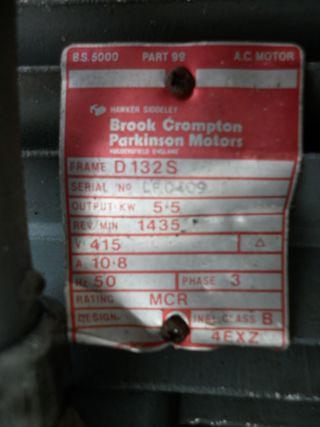 B.S. 5000 PART 99 A.C. MOTOR
HAWKER SIDDELEY
Brook Crompton
Parkinson Motors
HUDDERSFIELD ENGLAND
FRAME D132S
SERIAL No
OUTPUT KW 5·5
REV/MIN 1435
V 415 △
A 10·8
Hz 50 PHASE 3
RATING MCR
DESIGN. INSL CLASS B
4EXZ